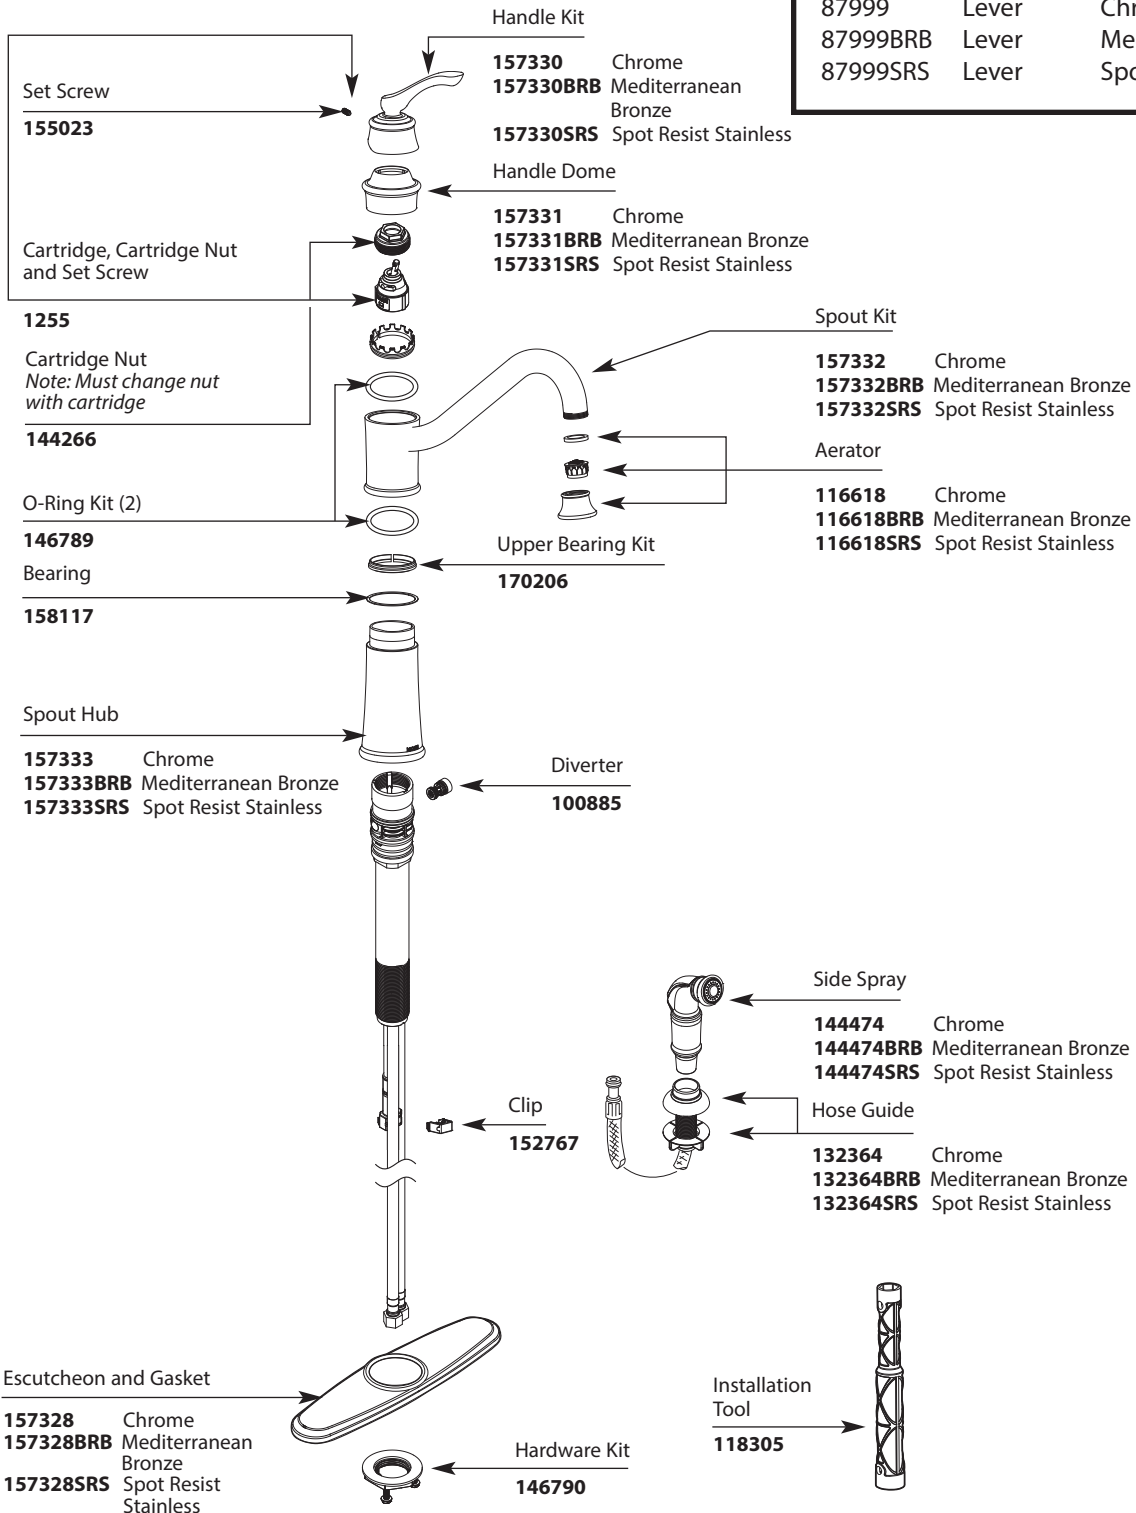 87999 Lever
87999BRB Lever
87999SRS Lever
Handle Kit
157330 Chrome
157330BRB Mediterranean
Bronze
157330SRS Spot Resist Stainless
Set Screw
155023
Handle Dome
157331 Chrome
157331BRB Mediterranean Bronze
157331SRS Spot Resist Stainless
Cartridge, Cartridge Nut
and Set Screw
1255
Cartridge Nut
Note: Must change nut
with cartridge
144266
Spout Kit
157332 Chrome
157332BRB Mediterranean Bronze
157332SRS Spot Resist Stainless
Aerator
116618 Chrome
116618BRB Mediterranean Bronze
116618SRS Spot Resist Stainless
O-Ring Kit (2)
146789
Upper Bearing Kit
170206
Bearing
158117
Spout Hub
157333 Chrome
157333BRB Mediterranean Bronze
157333SRS Spot Resist Stainless
Diverter
100885
Side Spray
144474 Chrome
144474BRB Mediterranean Bronze
144474SRS Spot Resist Stainless
Clip
152767
Hose Guide
132364 Chrome
132364BRB Mediterranean Bronze
132364SRS Spot Resist Stainless
Escutcheon and Gasket
157328 Chrome
157328BRB Mediterranean
Bronze
157328SRS Spot Resist
Stainless
Installation
Tool
118305
Hardware Kit
146790